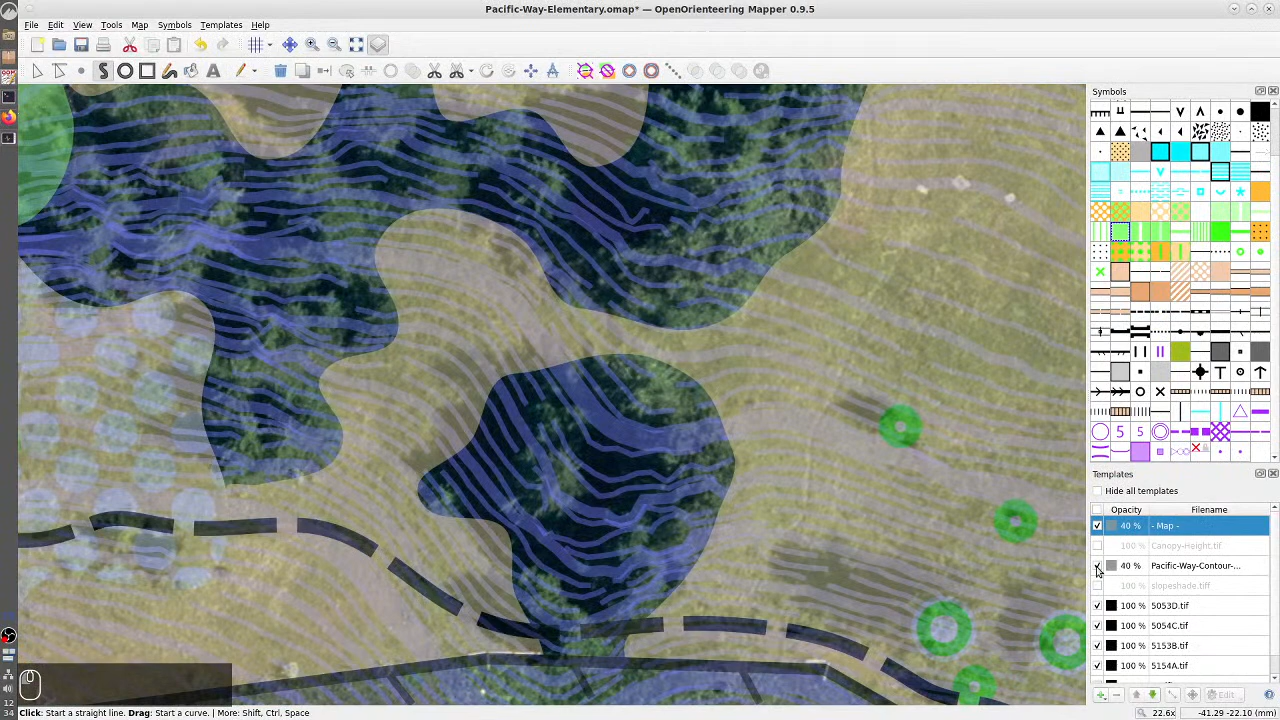 Pacific-Way-Elementary.omap* — OpenOrienteering Mapper 0.9.5
File Edit View Tools Map Symbols Templates Help
Symbols
Templates
Hide all templates
Opacity Filename
40 % - Map -
100 % Canopy-Height.tif
40 % Pacific-Way-Contour-...
100 % slopeshade.tif
100 % 5053D.tif
100 % 5054C.tif
100 % 5153B.tif
100 % 5154A.tif
Edit
12
34
Click: Start a straight line. Drag: Start a curve. | More: Shift, Ctrl, Space
22.6x
-41.29 -22.10 (mm)